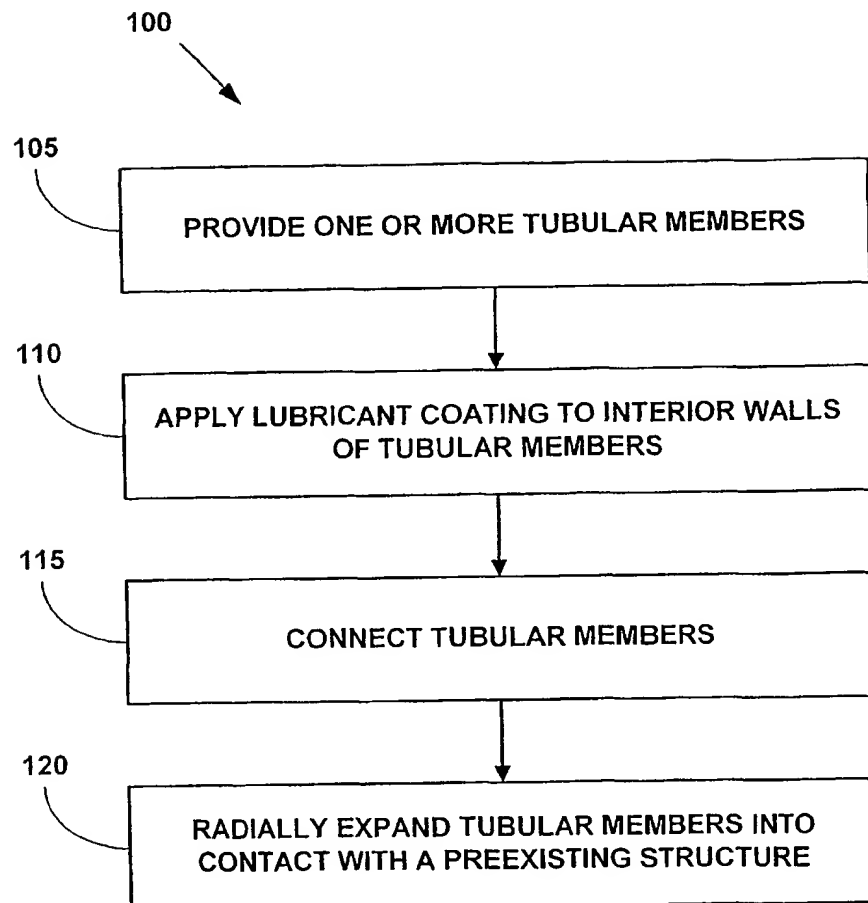 100
105
PROVIDE ONE OR MORE TUBULAR MEMBERS
110
APPLY LUBRICANT COATING TO INTERIOR WALLS
OF TUBULAR MEMBERS
115
CONNECT TUBULAR MEMBERS
120
RADIALLY EXPAND TUBULAR MEMBERS INTO
CONTACT WITH A PREEXISTING STRUCTURE